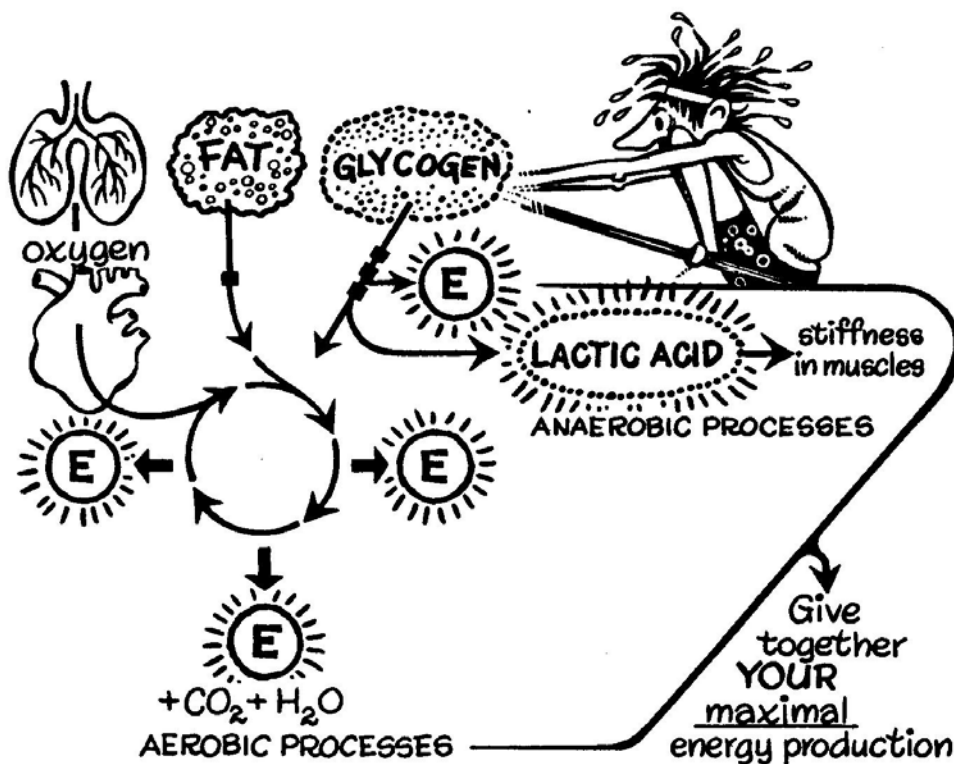 FAT
GLYCOGEN
oxygen
E
LACTIC ACID
stiffness
in muscles
ANAEROBIC PROCESSES
E
E
E
+CO₂+H₂O
AEROBIC PROCESSES
Give
together
YOUR
maximal
energy production